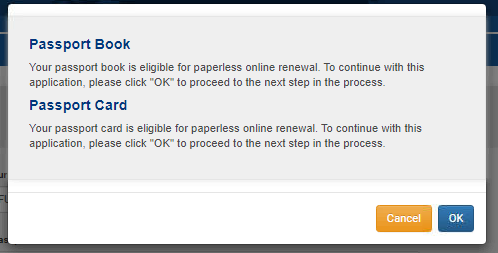 Passport Book
Your passport book is eligible for paperless online renewal. To continue with this
application, please click "OK" to proceed to the next step in the process.
Passport Card
Your passport card is eligible for paperless online renewal. To continue with this
application, please click "OK" to proceed to the next step in the process.
Cancel OK